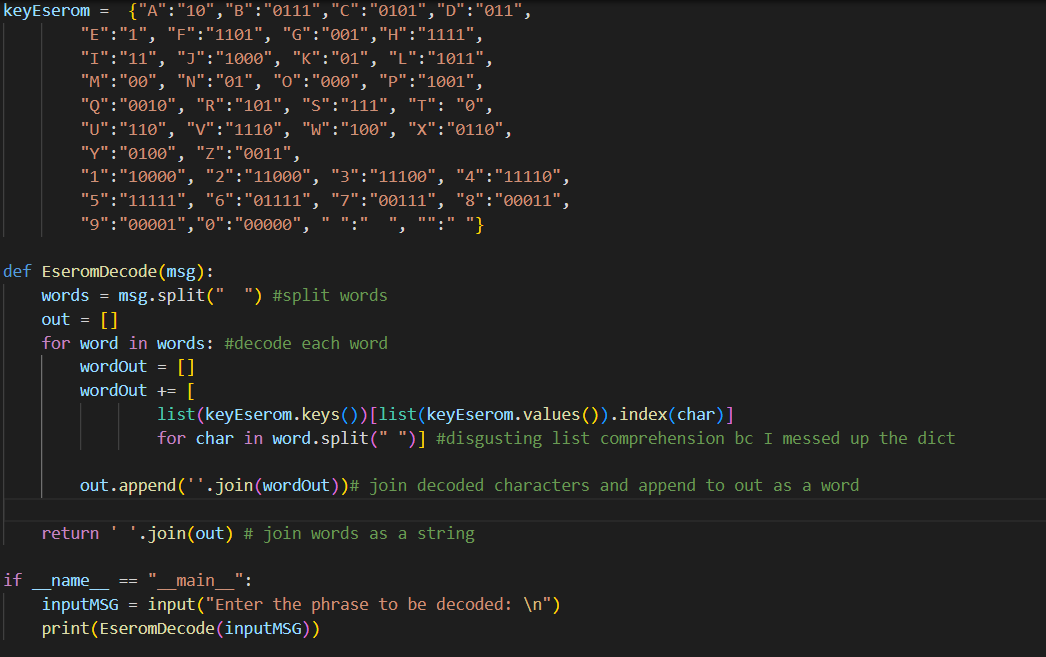 keyEserom =  {"A":"10","B":"0111","C":"0101","D":"011",
        "E":"1", "F":"1101", "G":"001","H":"1111",
        "I":"11", "J":"1000", "K":"01", "L":"1011",
        "M":"00", "N":"01", "O":"000", "P":"1001",
        "Q":"0010", "R":"101", "S":"111", "T": "0",
        "U":"110", "V":"1110", "W":"100", "X":"0110",
        "Y":"0100", "Z":"0011",
        "1":"10000", "2":"11000", "3":"11100", "4":"11110",
        "5":"11111", "6":"01111", "7":"00111", "8":"00011",
        "9":"00001","0":"00000", " ":"  ", "":" "}
def EseromDecode(msg):
    words = msg.split("  ") #split words
    out = []
    for word in words: #decode each word
        wordOut = []
        wordOut += [
                list(keyEserom.keys())[list(keyEserom.values()).index(char)]
                for char in word.split(" ")] #disgusting list comprehension bc I messed up the dict
        out.append(''.join(wordOut))# join decoded characters and append to out as a word
    return ' '.join(out) # join words as a string
if __name__ == "__main__":
    inputMSG = input("Enter the phrase to be decoded: \n")
    print(EseromDecode(inputMSG))